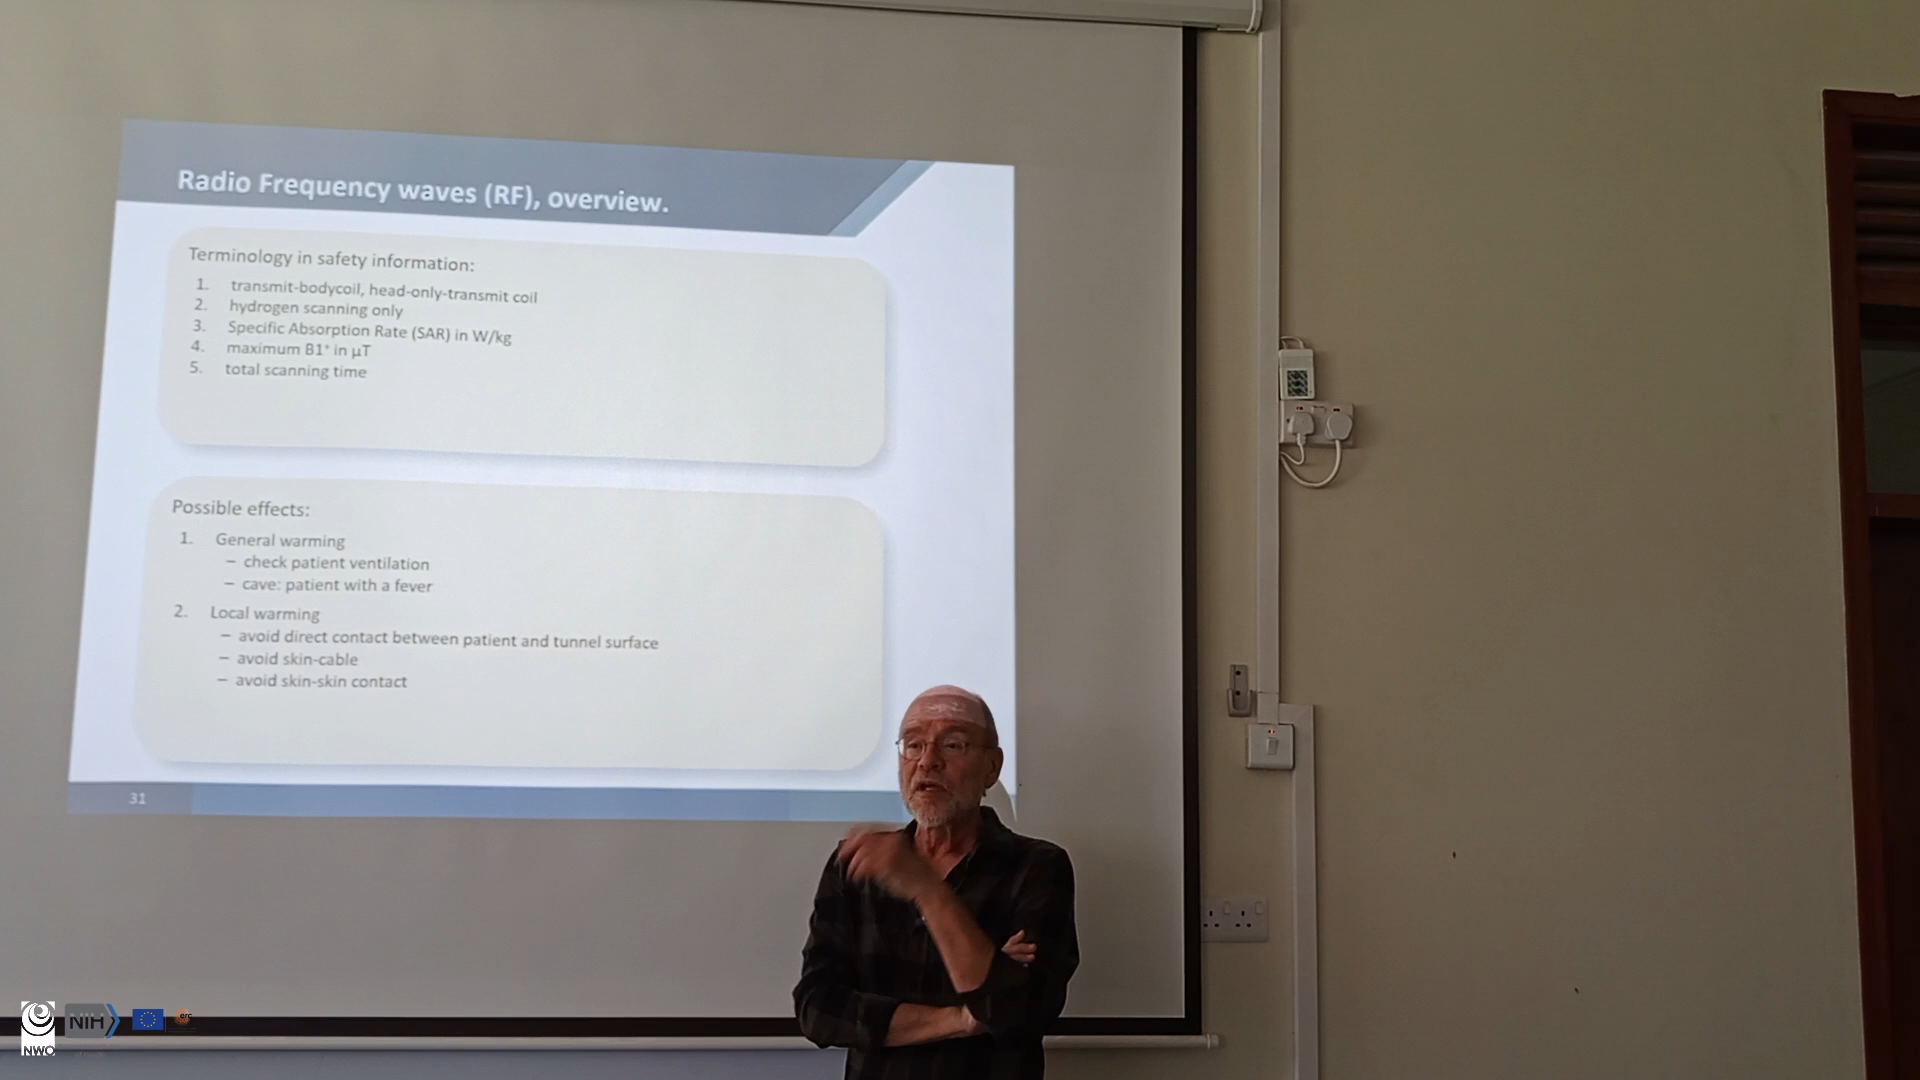 Radio Frequency waves (RF), overview.
Terminology in safety information:
1. transmit-bodycoil, head-only-transmit coil
2. hydrogen scanning only
3. Specific Absorption Rate (SAR) in W/kg
4. maximum B1⁺ in µT
5. total scanning time
Possible effects:
1. General warming
– check patient ventilation
– cave: patient with a fever
2. Local warming
– avoid direct contact between patient and tunnel surface
– avoid skin-cable
– avoid skin-skin contact
31
NWO
NIH
erc